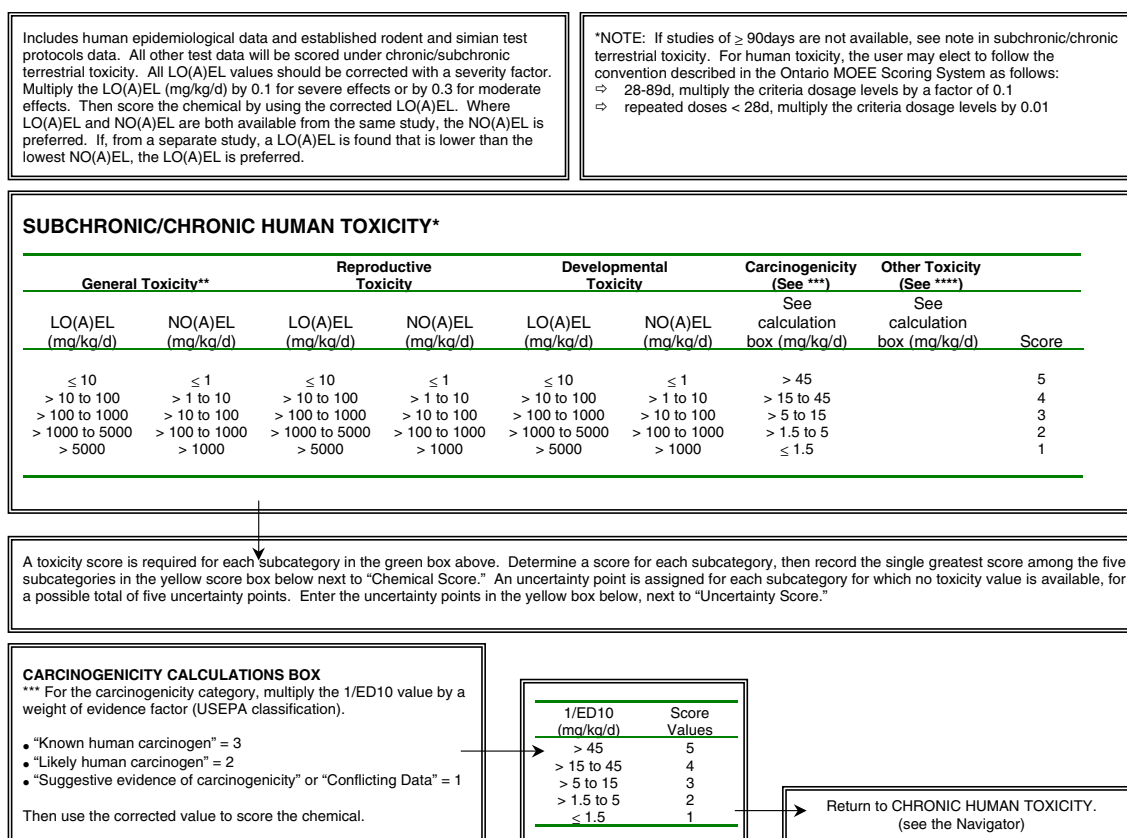 Includes human epidemiological data and established rodent and simian test
protocols data. All other test data will be scored under chronic/subchronic
terrestrial toxicity. All LO(A)EL values should be corrected with a severity factor.
Multiply the LO(A)EL (mg/kg/d) by 0.1 for severe effects or by 0.3 for moderate
effects. Then score the chemical by using the corrected LO(A)EL. Where
LO(A)EL and NO(A)EL are both available from the same study, the NO(A)EL is
preferred. If, from a separate study, a LO(A)EL is found that is lower than the
lowest NO(A)EL, the LO(A)EL is preferred.
*NOTE: If studies of ≥ 90days are not available, see note in subchronic/chronic
terrestrial toxicity. For human toxicity, the user may elect to follow the
convention described in the Ontario MOEE Scoring System as follows:
⇨ 28-89d, multiply the criteria dosage levels by a factor of 0.1
⇨ repeated doses < 28d, multiply the criteria dosage levels by 0.01
SUBCHRONIC/CHRONIC HUMAN TOXICITY*
Reproductive Developmental Carcinogenicity Other Toxicity
General Toxicity** Toxicity Toxicity (See ***) (See ****)
See See
LO(A)EL NO(A)EL LO(A)EL NO(A)EL LO(A)EL NO(A)EL calculation calculation
(mg/kg/d) (mg/kg/d) (mg/kg/d) (mg/kg/d) (mg/kg/d) (mg/kg/d) box (mg/kg/d) box (mg/kg/d) Score
≤ 10 ≤ 1 ≤ 10 ≤ 1 ≤ 10 ≤ 1 > 45 5
> 10 to 100 > 1 to 10 > 10 to 100 > 1 to 10 > 10 to 100 > 1 to 10 > 15 to 45 4
> 100 to 1000 > 10 to 100 > 100 to 1000 > 10 to 100 > 100 to 1000 > 10 to 100 > 5 to 15 3
> 1000 to 5000 > 100 to 1000 > 1000 to 5000 > 100 to 1000 > 1000 to 5000 > 100 to 1000 > 1.5 to 5 2
> 5000 > 1000 > 5000 > 1000 > 5000 > 1000 ≤ 1.5 1
A toxicity score is required for each subcategory in the green box above. Determine a score for each subcategory, then record the single greatest score among the five
subcategories in the yellow score box below next to “Chemical Score.” An uncertainty point is assigned for each subcategory for which no toxicity value is available, for
a possible total of five uncertainty points. Enter the uncertainty points in the yellow box below, next to “Uncertainty Score.”
CARCINOGENICITY CALCULATIONS BOX
*** For the carcinogenicity category, multiply the 1/ED10 value by a
weight of evidence factor (USEPA classification).
• “Known human carcinogen” = 3
• “Likely human carcinogen” = 2
• “Suggestive evidence of carcinogenicity” or “Conflicting Data” = 1
Then use the corrected value to score the chemical.
1/ED10 Score
(mg/kg/d) Values
> 45 5
> 15 to 45 4
> 5 to 15 3
> 1.5 to 5 2
≤ 1.5 1
Return to CHRONIC HUMAN TOXICITY.
(see the Navigator)